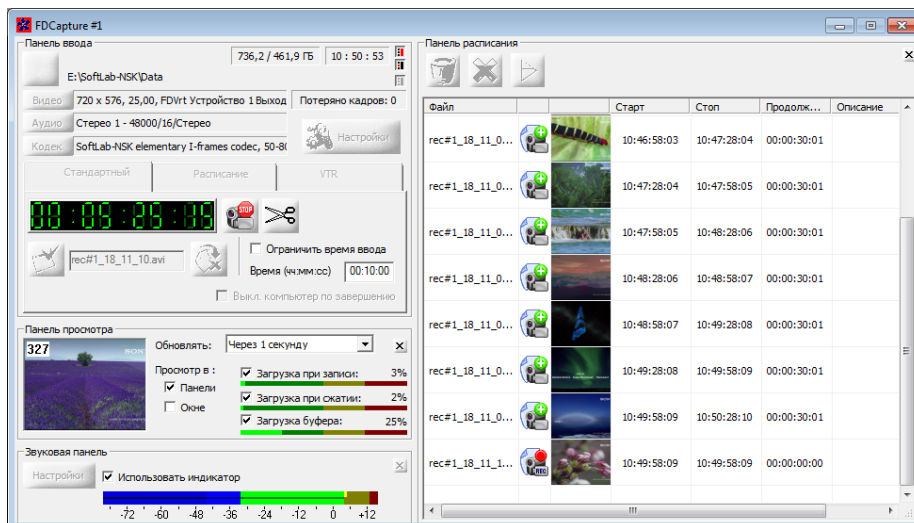 FDCapture #1
Панель ввода
736,2 / 461,9 ГБ
10 : 50 : 53
E:\SoftLab-NSK\Data
Видео
720 x 576, 25,00, FDVrt Устройство 1 Выход
Потеряно кадров: 0
Аудио
Стерео 1 - 48000/16/Стерео
Кодек
SoftLab-NSK elementary I-frames codec, 50-80
Настройки
Стандартный
Расписание
VTR
00:05:25:15
STOP
rec#1_18_11_10.avi
Ограничить время ввода
Время (чч:мм:сс)
00:10:00
Выкл. компьютер по завершению
Панель просмотра
327
SONY
Обновлять:
Через 1 секунду
Просмотр в :
Панели
Окне
Загрузка при записи:
3%
Загрузка при сжатии:
2%
Загрузка буфера:
25%
Звуковая панель
Настройки
Использовать индикатор
-72 -60 -48 -36 -24 -12 0 +12
Панель расписания
Файл Старт Стоп Продолж... Описание
rec#1_18_11_0... 10:46:58:03 10:47:28:04 00:00:30:01
rec#1_18_11_0... 10:47:28:04 10:47:58:05 00:00:30:01
rec#1_18_11_0... 10:47:58:05 10:48:28:06 00:00:30:01
rec#1_18_11_0... 10:48:28:06 10:48:58:07 00:00:30:01
rec#1_18_11_0... 10:48:58:07 10:49:28:08 00:00:30:01
rec#1_18_11_0... 10:49:28:08 10:49:58:09 00:00:30:01
rec#1_18_11_0... 10:49:58:09 10:50:28:10 00:00:30:01
rec#1_18_11_1... REC 10:49:58:09 10:49:58:09 00:00:00:00